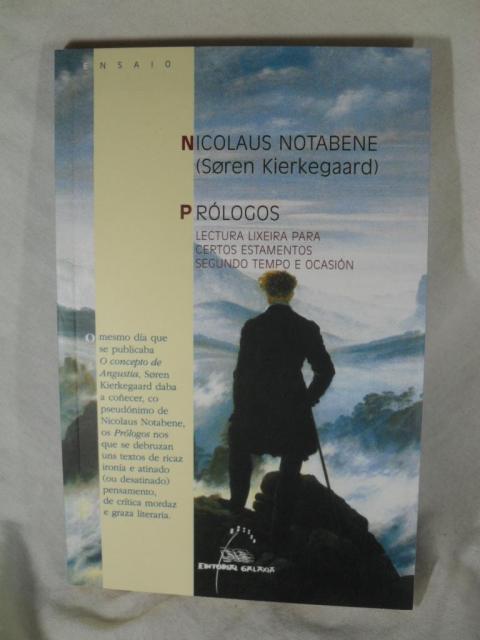 ENSAIO
NICOLAUS NOTABENE
(Søren Kierkegaard)
PRÓLOGOS
LECTURA LIXEIRA PARA
CERTOS ESTAMENTOS
SEGUNDO TEMPO E OCASIÓN
O mesmo día que
se publicaba
O concepto de
Angustia, Søren
Kierkegaard daba
a coñecer, co
pseudónimo de
Nicolaus Notabene,
os Prólogos nos
que se debruzan
uns textos de ricaz
ironía e atinado
(ou desatinado)
pensamento,
de crítica mordaz
e graza literaria.
EDITORIAL GALAXIA